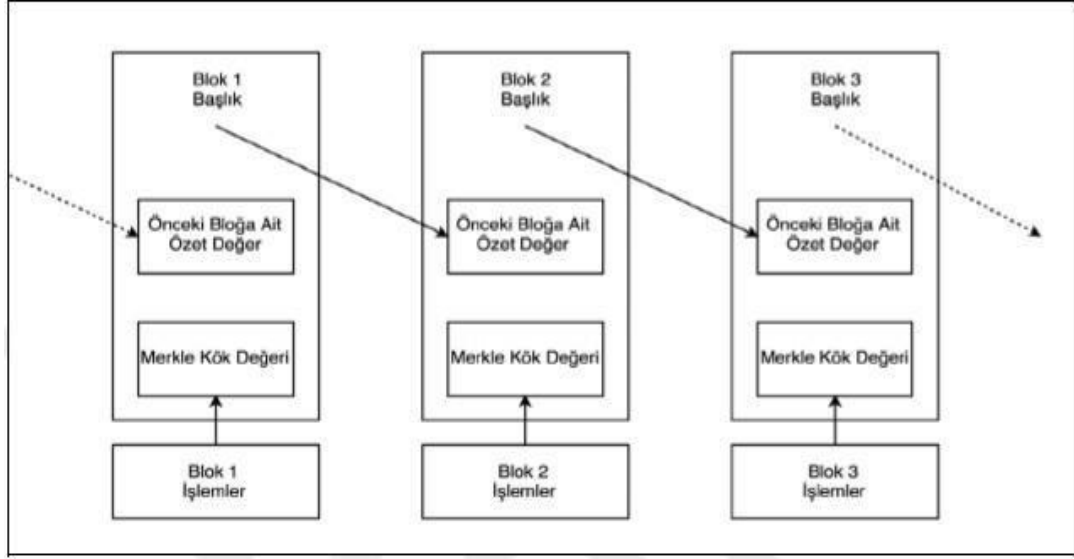 Blok 1
Başlık
Önceki Bloğa Ait
Özet Değer
Merkle Kök Değeri
Blok 1
İşlemler
Blok 2
Başlık
Önceki Bloğa Ait
Özet Değer
Merkle Kök Değeri
Blok 2
İşlemler
Blok 3
Başlık
Önceki Bloğa Ait
Özet Değer
Merkle Kök Değeri
Blok 3
İşlemler